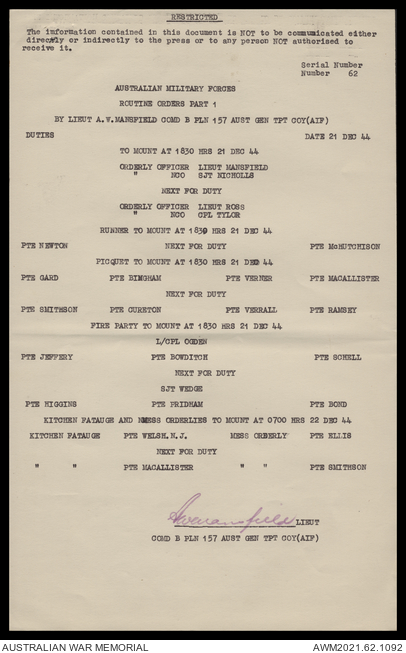 RESTRICTED
The information contained in this document is NOT to be communicated either
directly or indirectly to the press or to any person NOT authorised to
receive it.
Serial Number
Number 62
AUSTRALIAN MILITARY FORCES
ROUTINE ORDERS PART 1
BY LIEUT A.W.MANSFIELD COMD B PLN 157 AUST GEN TPT COY(AIF)
DUTIES DATE 21 DEC 44
TO MOUNT AT 1830 HRS 21 DEC 44
ORDERLY OFFICER LIEUT MANSFIELD
" NCO SJT NICHOLLS
NEXT FOR DUTY
ORDERLY OFFICER LIEUT ROSS
" NCO CPL TYLOR
RUNNER TO MOUNT AT 1830 HRS 21 DEC 44
PTE NEWTON NEXT FOR DUTY PTE McHUTCHISON
PICQUET TO MOUNT AT 1830 HRS 21 DEC 44
PTE GARD PTE BINGHAM PTE VERNER PTE MACALLISTER
NEXT FOR DUTY
PTE SMITHSON PTE CURETON PTE VERRALL PTE RAMSEY
FIRE PARTY TO MOUNT AT 1830 HRS 21 DEC 44
L/CPL OGDEN
PTE JEFFERY PTE BOWDITCH PTE SCHELL
NEXT FOR DUTY
SJT WEDGE
PTE HIGGINS PTE PRIDHAM PTE BOND
KITCHEN FATAUGE AND MESS ORDERLIES TO MOUNT AT 0700 HRS 22 DEC 44
KITCHEN FATAUGE PTE WELSH.N.J. MESS ORDERLY PTE ELLIS
NEXT FOR DUTY
" " PTE MACALLISTER " " PTE SMITHSON
AWMansfield LIEUT
COMD B PLN 157 AUST GEN TPT COY(AIF)
AUSTRALIAN WAR MEMORIAL AWM2021.62.1092